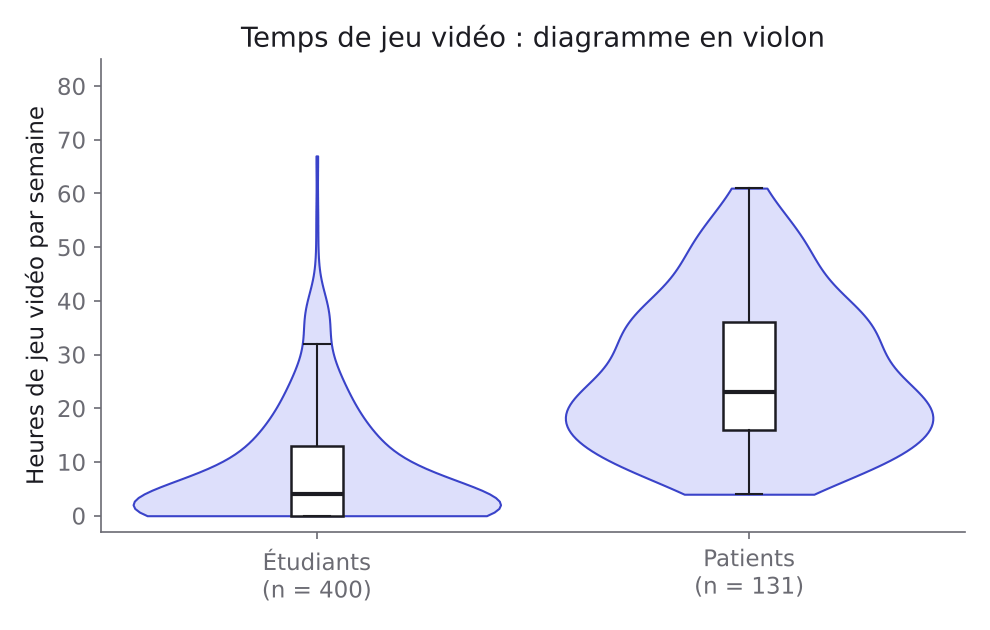 Temps de jeu vidéo : diagramme en violon
Heures de jeu vidéo par semaine
80
70
60
50
40
30
20
10
0
Étudiants
(n = 400)
Patients
(n = 131)